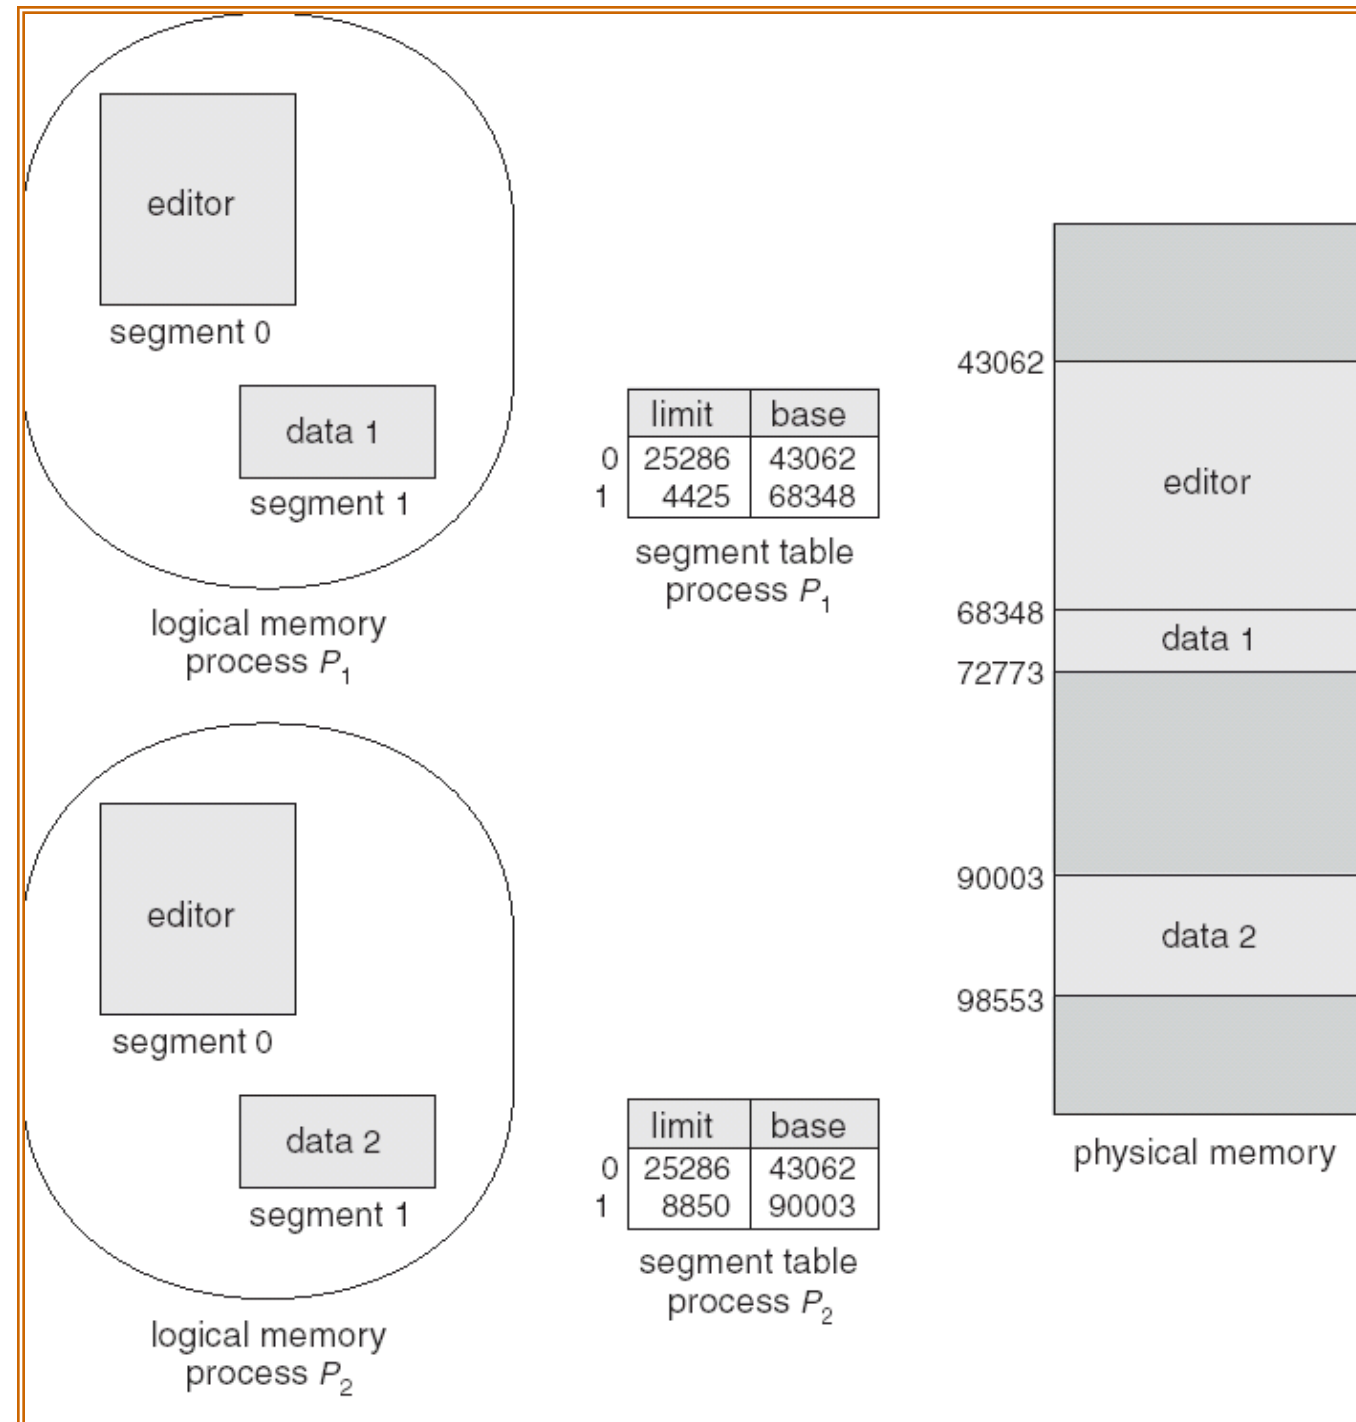 editor
segment 0
data 1
segment 1
logical memory
process P1
limit base
0 25286 43062
1 4425 68348
segment table
process P1
editor
segment 0
data 2
segment 1
logical memory
process P2
limit base
0 25286 43062
1 8850 90003
segment table
process P2
43062
editor
68348
data 1
72773
90003
data 2
98553
physical memory